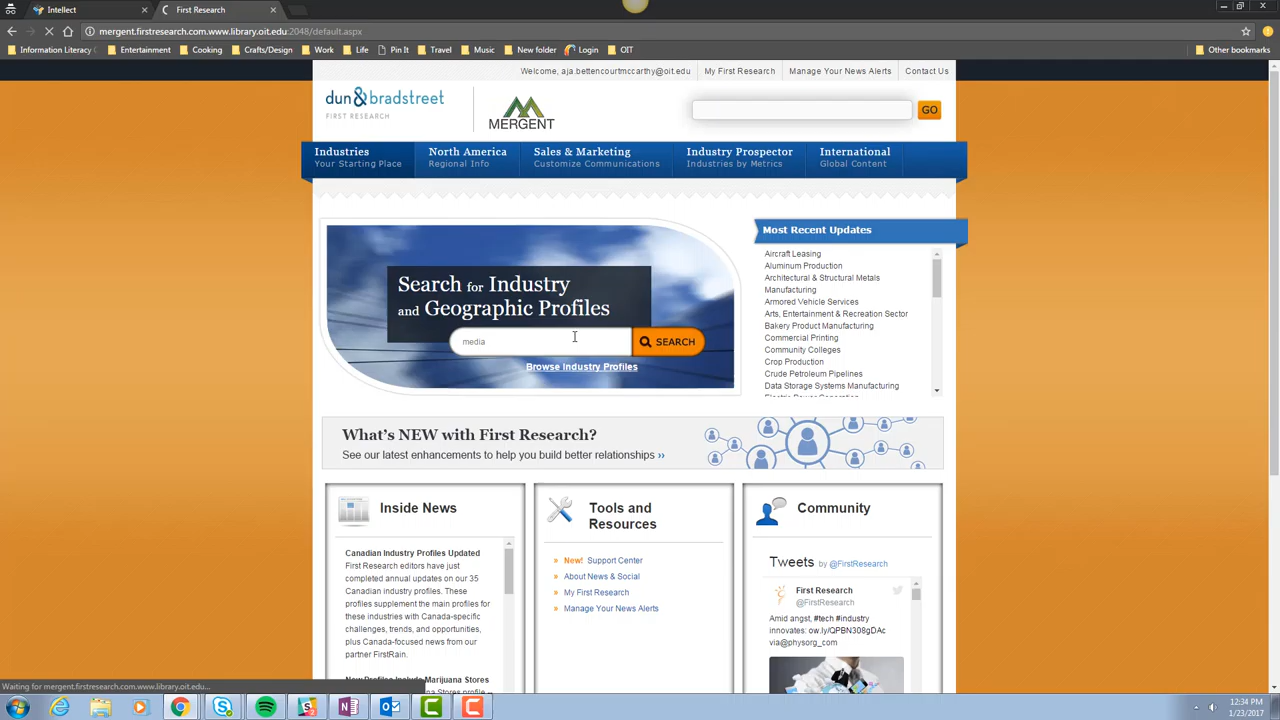 Intellect
First Research
mergent.firstresearch.com.www.library.oit.edu:2048/default.aspx
Information Literacy Entertainment Cooking Crafts/Design Work Life Pin It Travel Music New folder Login OIT Other bookmarks
Welcome, aja.bettencourtmccarthy@oit.edu My First Research Manage Your News Alerts Contact Us
dun&bradstreet
FIRST RESEARCH
MERGENT
GO
Industries
Your Starting Place
North America
Regional Info
Sales & Marketing
Customize Communications
Industry Prospector
Industries by Metrics
International
Global Content
Search for Industry
and Geographic Profiles
media
SEARCH
Browse Industry Profiles
Most Recent Updates
Aircraft Leasing
Aluminum Production
Architectural & Structural Metals
Manufacturing
Armored Vehicle Services
Arts, Entertainment & Recreation Sector
Bakery Product Manufacturing
Commercial Printing
Community Colleges
Crop Production
Crude Petroleum Pipelines
Data Storage Systems Manufacturing
What's NEW with First Research?
See our latest enhancements to help you build better relationships ››
Inside News
Canadian Industry Profiles Updated
First Research editors have just
completed annual updates on our 35
Canadian industry profiles. These
profiles supplement the main profiles for
these industries with Canada-specific
challenges, trends, and opportunities,
plus Canada-focused news from our
partner FirstRain.
New Profiles Include Marijuana Stores
Tools and
Resources
» New! Support Center
» About News & Social
» My First Research
» Manage Your News Alerts
Community
Tweets by @FirstResearch
First Research
@FirstResearch
Amid angst, #tech #industry
innovates: ow.ly/QPBN308gDAc
via@physorg_com
Waiting for mergent.firstresearch.com.www.library.oit.edu...
12:34 PM
1/23/2017